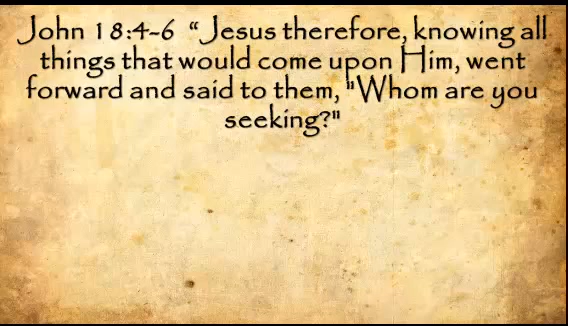 John 18:4-6 “Jesus therefore, knowing all
things that would come upon Him, went
forward and said to them, "Whom are you
seeking?"